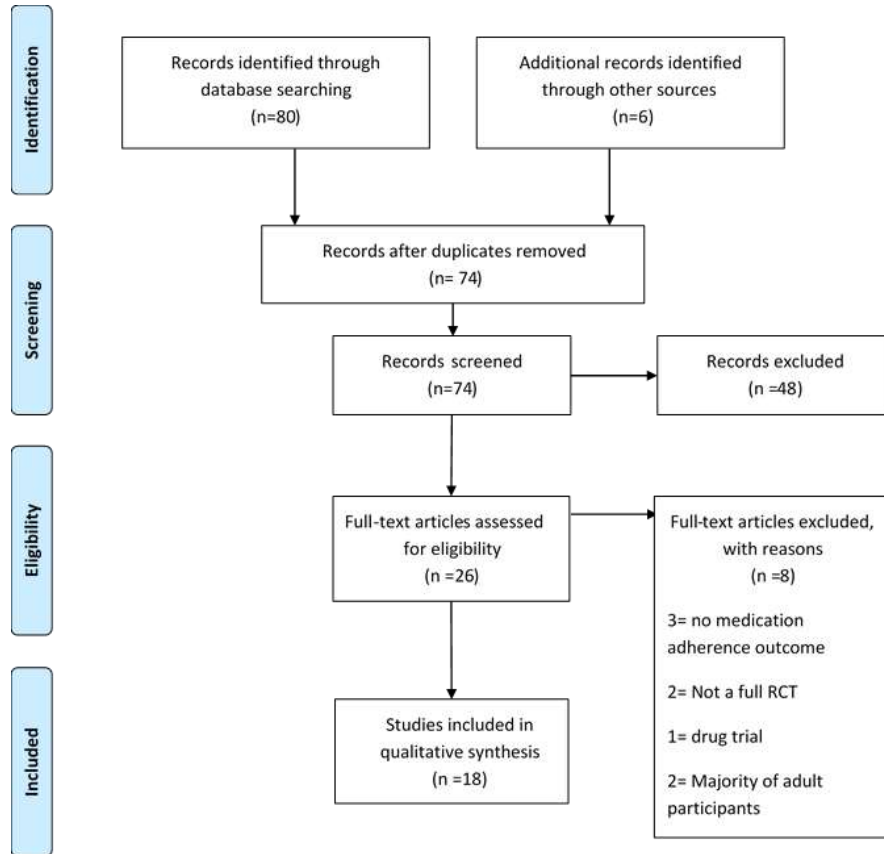 Identification
Records identified through
database searching
(n=80)
Additional records identified
through other sources
(n=6)
Screening
Records after duplicates removed
(n= 74)
Records screened
(n=74)
Records excluded
(n =48)
Eligibility
Full-text articles assessed
for eligibility
(n =26)
Full-text articles excluded,
with reasons
(n =8)
3= no medication
adherence outcome
2= Not a full RCT
1= drug trial
2= Majority of adult
participants
Included
Studies included in
qualitative synthesis
(n =18)